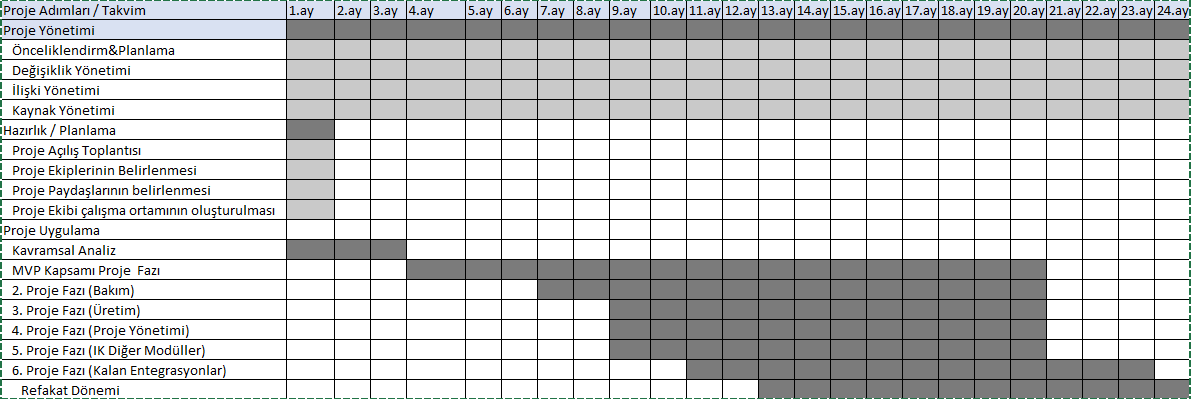 Proje Adımları / Takvim 1.ay 2.ay 3.ay 4.ay 5.ay 6.ay 7.ay 8.ay 9.ay 10.ay 11.ay 12.ay 13.ay 14.ay 15.ay 16.ay 17.ay 18.ay 19.ay 20.ay 21.ay 22.ay 23.ay 24.ay
Proje Yönetimi
Önceliklendirm&Planlama
Değişiklik Yönetimi
İlişki Yönetimi
Kaynak Yönetimi
Hazırlık / Planlama
Proje Açılış Toplantısı
Proje Ekiplerinin Belirlenmesi
Proje Paydaşlarının belirlenmesi
Proje Ekibi çalışma ortamının oluşturulması
Proje Uygulama
Kavramsal Analiz
MVP Kapsamı Proje  Fazı
2. Proje Fazı (Bakım)
3. Proje Fazı (Üretim)
4. Proje Fazı (Proje Yönetimi)
5. Proje Fazı (IK Diğer Modüller)
6. Proje Fazı (Kalan Entegrasyonlar)
Refakat Dönemi